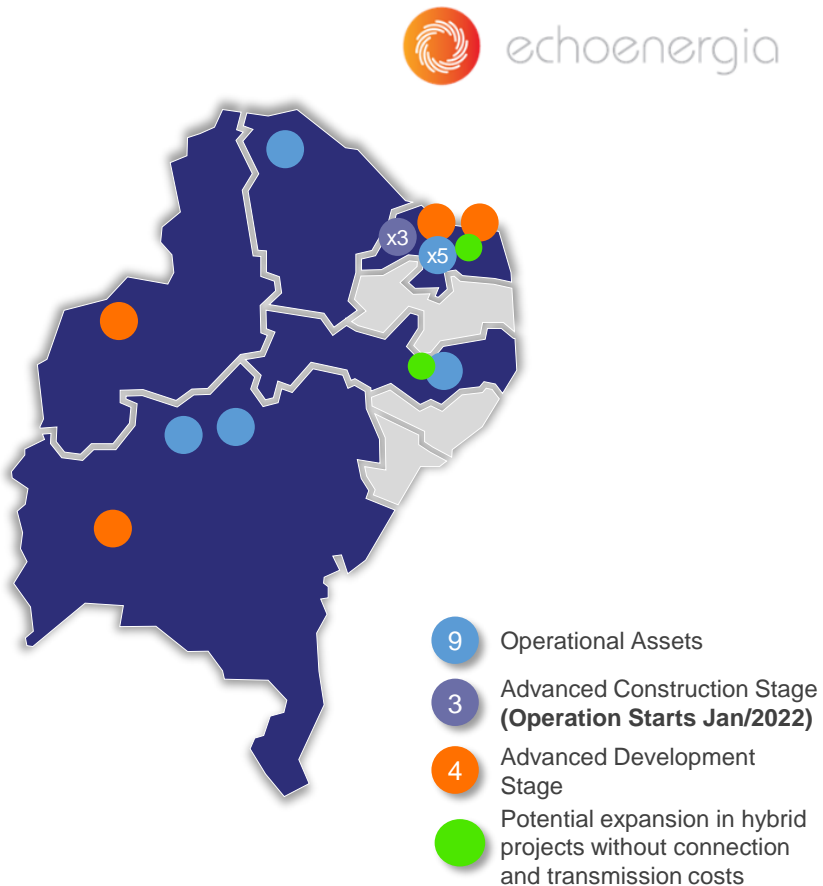 echoenergia
x3
x5
9 Operational Assets
3 Advanced Construction Stage
(Operation Starts Jan/2022)
4 Advanced Development
Stage
Potential expansion in hybrid
projects without connection
and transmission costs